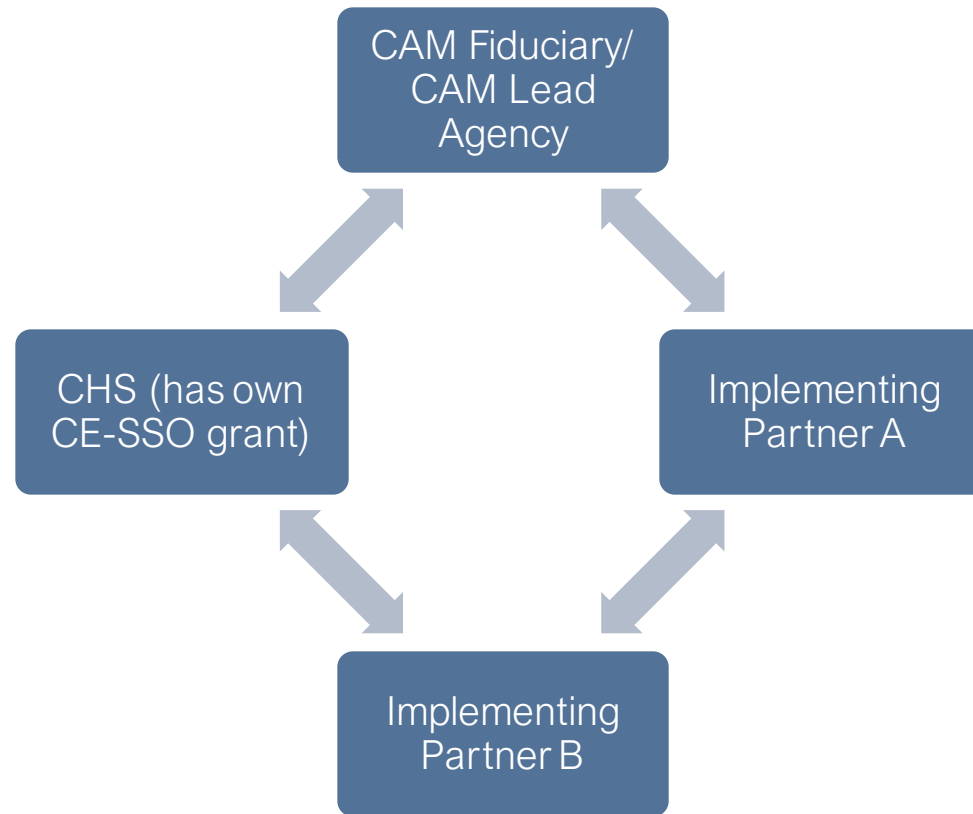 CAM Fiduciary/
CAM Lead
Agency
CHS (has own
CE-SSO grant)
Implementing
Partner A
Implementing
Partner B